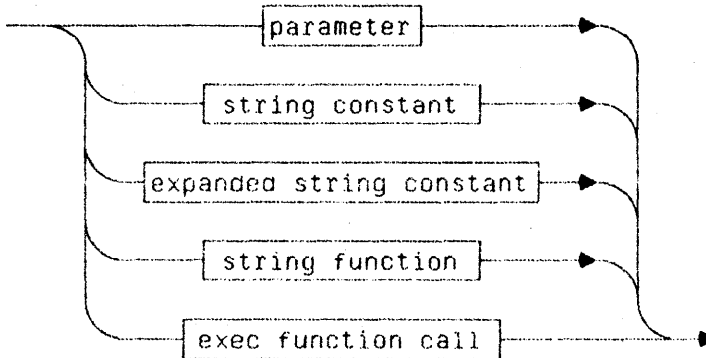 parameter
string constant
expanded string constant
string function
exec function call